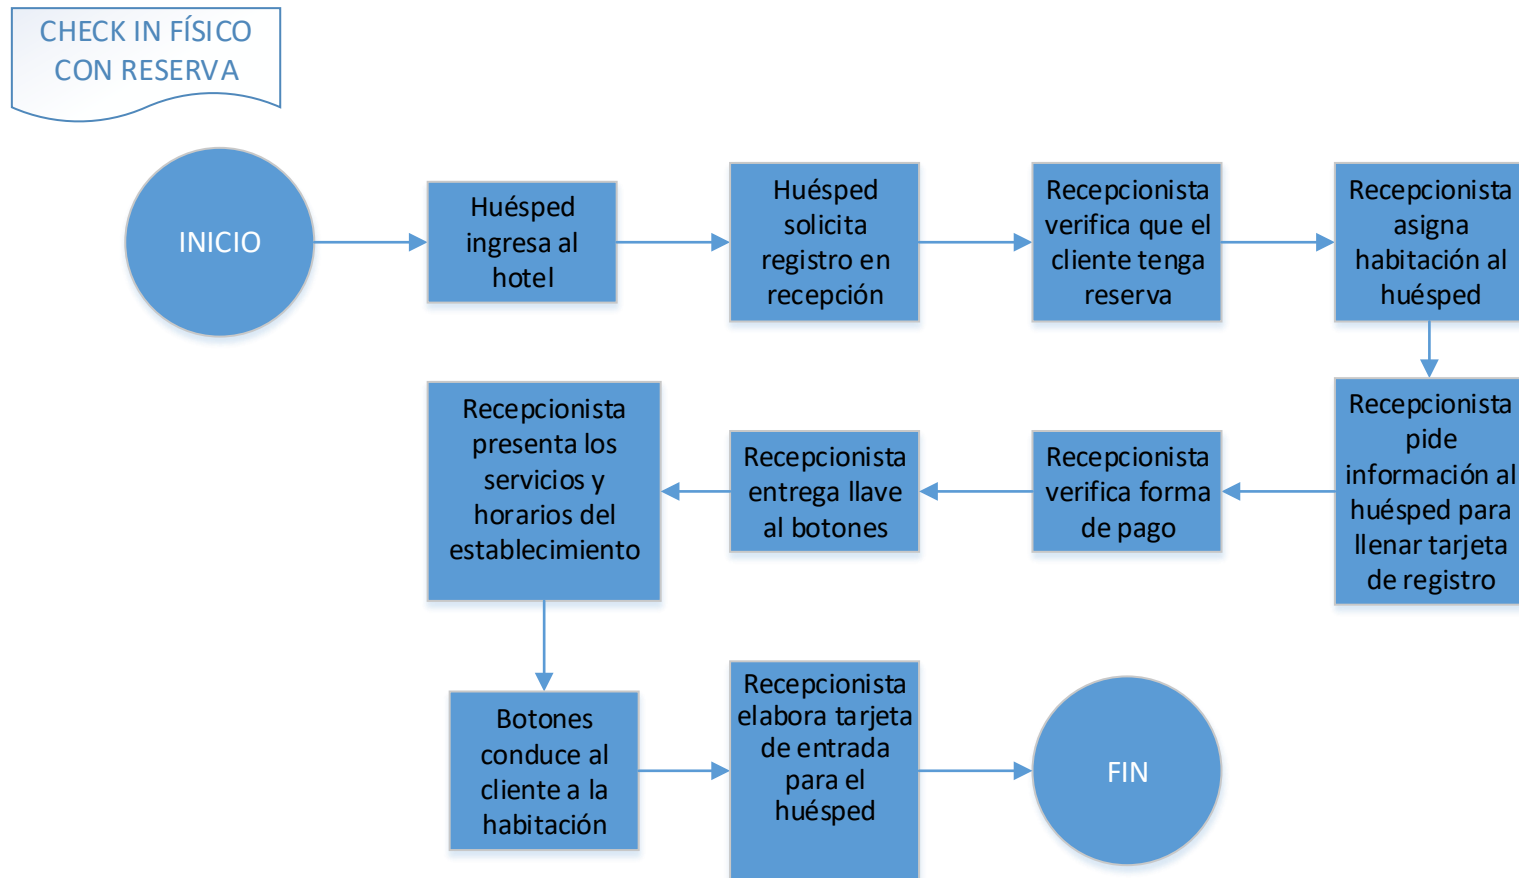 CHECK IN FÍSICO
CON RESERVA
INICIO
Huésped
ingresa al
hotel
Huésped
solicita
registro en
recepción
Recepcionista
verifica que el
cliente tenga
reserva
Recepcionista
asigna
habitación al
huésped
Recepcionista
pide
información al
huésped para
llenar tarjeta
de registro
Recepcionista
verifica forma
de pago
Recepcionista
entrega llave
al botones
Recepcionista
presenta los
servicios y
horarios del
establecimiento
Botones
conduce al
cliente a la
habitación
Recepcionista
elabora tarjeta
de entrada
para el
huésped
FIN